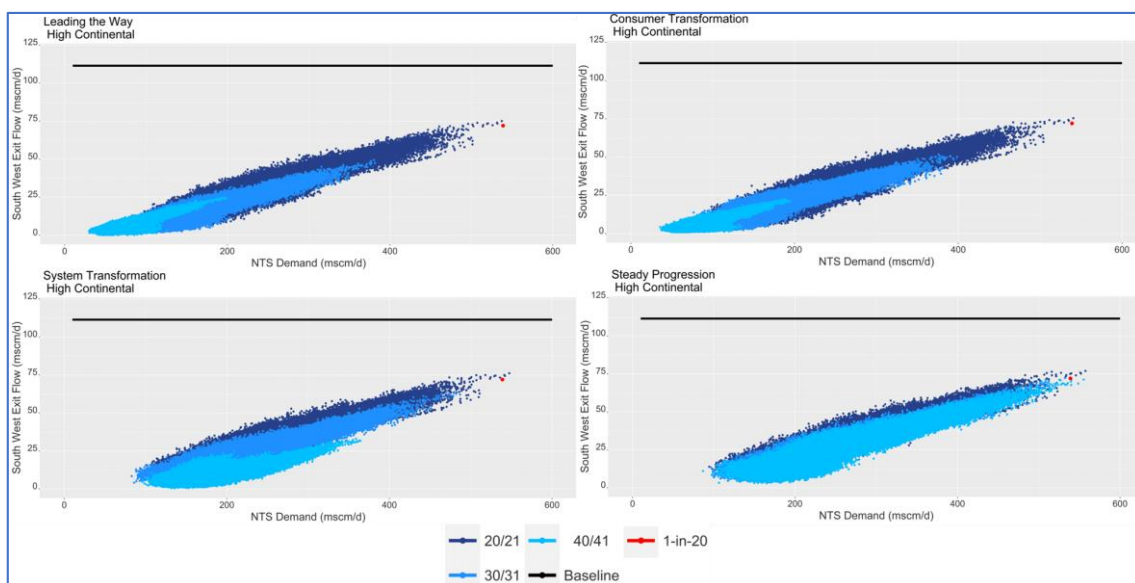 Leading the Way
High Continental
125
100
75
50
25
0
South West Exit Flow (mscm/d)
0 200 400 600
NTS Demand (mscm/d)
Consumer Transformation
High Continental
125
100
75
50
25
0
South West Exit Flow (mscm/d)
0 200 400 600
NTS Demand (mscm/d)
System Transformation
High Continental
125
100
75
50
25
0
South West Exit Flow (mscm/d)
0 200 400 600
NTS Demand (mscm/d)
Steady Progression
High Continental
125
100
75
50
25
0
South West Exit Flow (mscm/d)
0 200 400 600
NTS Demand (mscm/d)
20/21 40/41 1-in-20
30/31 Baseline